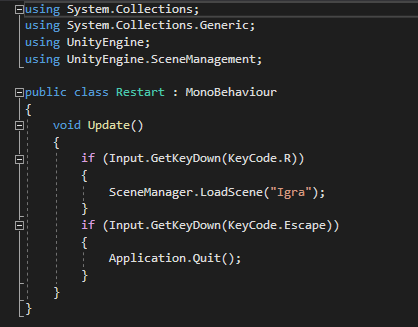 using System.Collections;
using System.Collections.Generic;
using UnityEngine;
using UnityEngine.SceneManagement;
public class Restart : MonoBehaviour
{
void Update()
{
if (Input.GetKeyDown(KeyCode.R))
{
SceneManager.LoadScene("Igra");
}
if (Input.GetKeyDown(KeyCode.Escape))
{
Application.Quit();
}
}
}